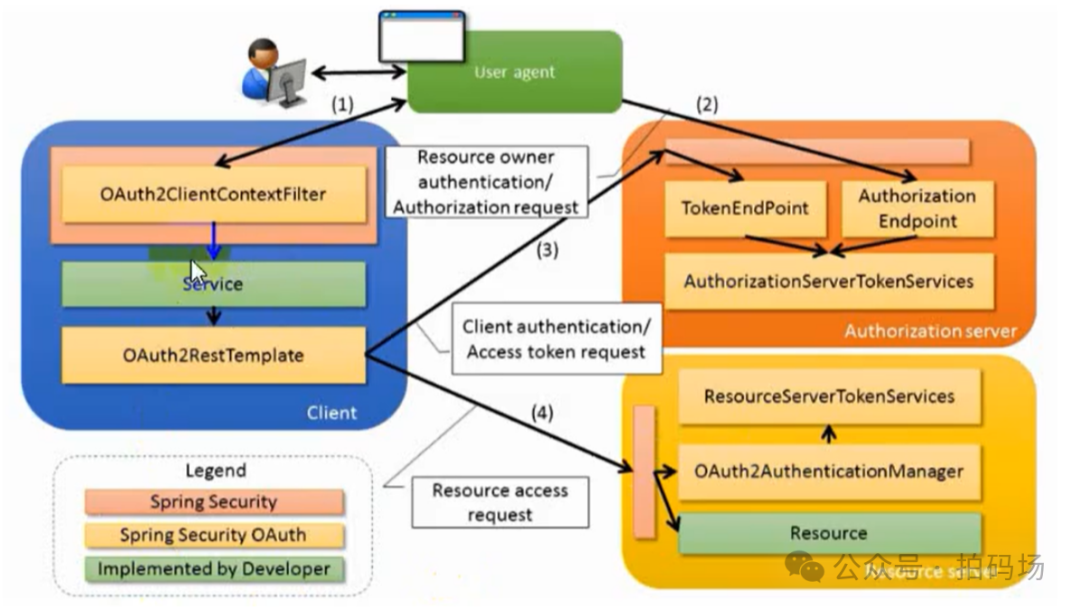 User agent
(1)
(2)
OAuth2ClientContextFilter
Service
OAuth2RestTemplate
Client
Resource owner
authentication/
Authorization request
(3)
Client authentication/
Access token request
(4)
Resource access
request
TokenEndPoint
Authorization
Endpoint
AuthorizationServerTokenServices
Authorization server
ResourceServerTokenServices
OAuth2AuthenticationManager
Resource
Resource server
公众号 拍码场
Legend
Spring Security
Spring Security OAuth
Implemented by Developer